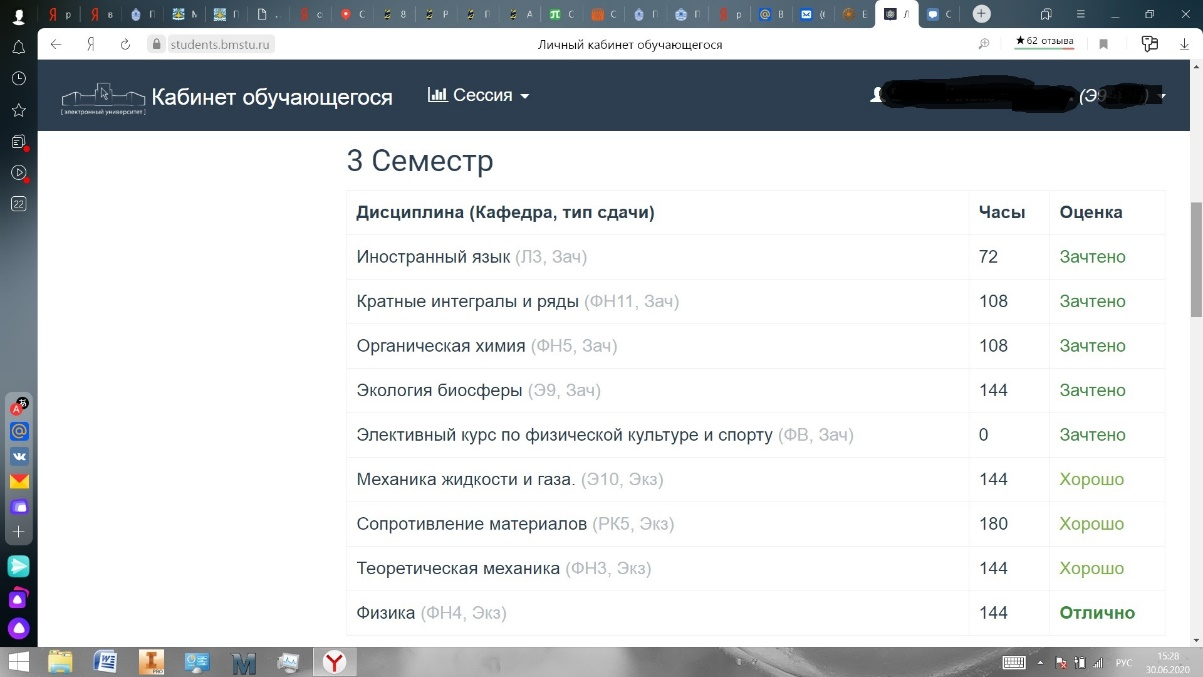 students.bmstu.ru
Личный кабинет обучающегося
★ 62 отзыва
[ электронный университет ]
Кабинет обучающегося
Сессия
(Э9
3 Семестр
Дисциплина (Кафедра, тип сдачи) Часы Оценка
Иностранный язык (Л3, Зач) 72 Зачтено
Кратные интегралы и ряды (ФН11, Зач) 108 Зачтено
Органическая химия (ФН5, Зач) 108 Зачтено
Экология биосферы (Э9, Зач) 144 Зачтено
Элективный курс по физической культуре и спорту (ФВ, Зач) 0 Зачтено
Механика жидкости и газа. (Э10, Экз) 144 Хорошо
Сопротивление материалов (РК5, Экз) 180 Хорошо
Теоретическая механика (ФН3, Экз) 144 Хорошо
Физика (ФН4, Экз) 144 Отлично
22
РУС
15:28
30.06.2020